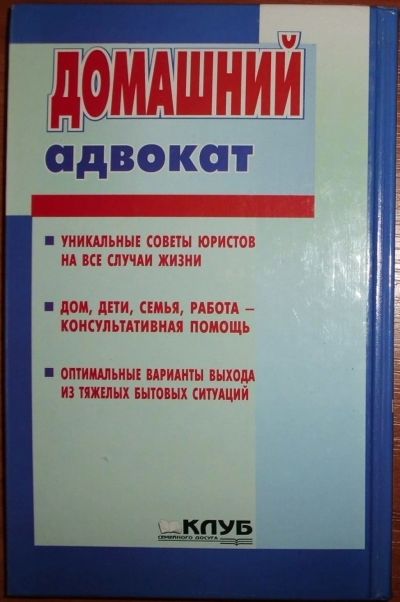 ДОМАШНИЙ
адвокат
УНИКАЛЬНЫЕ СОВЕТЫ ЮРИСТОВ
НА ВСЕ СЛУЧАИ ЖИЗНИ
ДОМ, ДЕТИ, СЕМЬЯ, РАБОТА –
КОНСУЛЬТАТИВНАЯ ПОМОЩЬ
ОПТИМАЛЬНЫЕ ВАРИАНТЫ ВЫХОДА
ИЗ ТЯЖЕЛЫХ БЫТОВЫХ СИТУАЦИЙ
КЛУБ
СЕМЕЙНОГО ДОСУГА